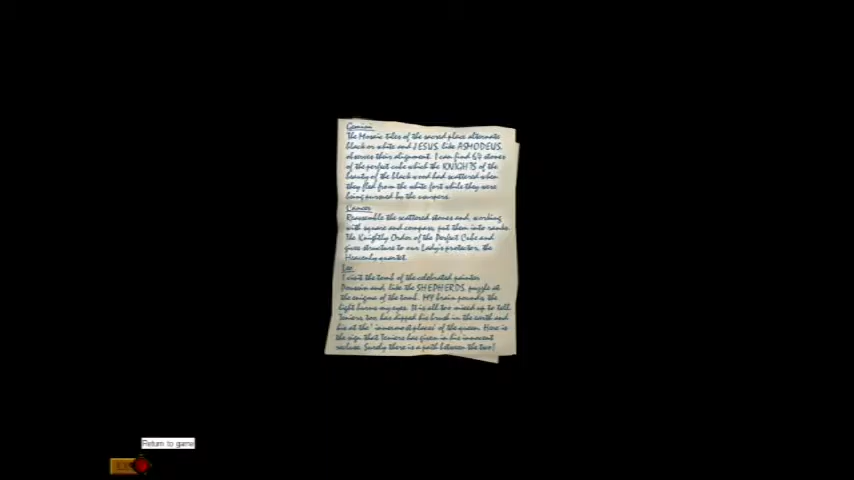 Gemini
The Mosaic tiles of the sacred place alternate
black or white and JESUS, like ASMODEUS,
observes their alignment. I can find 64 stones
of the perfect cube which the KNIGHTS of the
beauty of the black wood had scattered when
they fled from the white fort while they were
being pursued by the usurpers.
Cancer
Reassemble the scattered stones and, working
with square and compass, put them into ranks.
The Knightly Order of the Perfect Cube and
gives structure to our Lady's protector, the
Heavenly quartet.
Leo
I visit the tomb of the celebrated painter
Poussin and, like the SHEPHERDS, puzzle at
the enigma of the tomb. MY brain pounds, the
light burns my eyes. It is all too mixed up to tell.
Teniers, too, has dipped his brush in the earth and
his at the 'innermost places' of the queen. Here is
the sign that Teniers has given in his innocent
recluse. Surely there is a path between the two?
Return to game